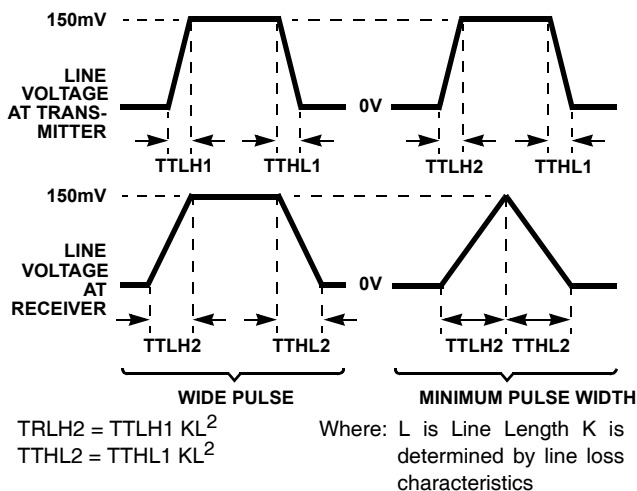 150mV
LINE
VOLTAGE
AT TRANS-
MITTER
0V
TTLH1 TTHL1 TTLH2 TTHL1
150mV
LINE
VOLTAGE
AT
RECEIVER
0V
TTLH2 TTHL2 TTLH2 TTHL2
WIDE PULSE MINIMUM PULSE WIDTH
TRLH2 = TTLH1 KL²
TTHL2 = TTHL1 KL²
Where: L is Line Length K is
determined by line loss
characteristics